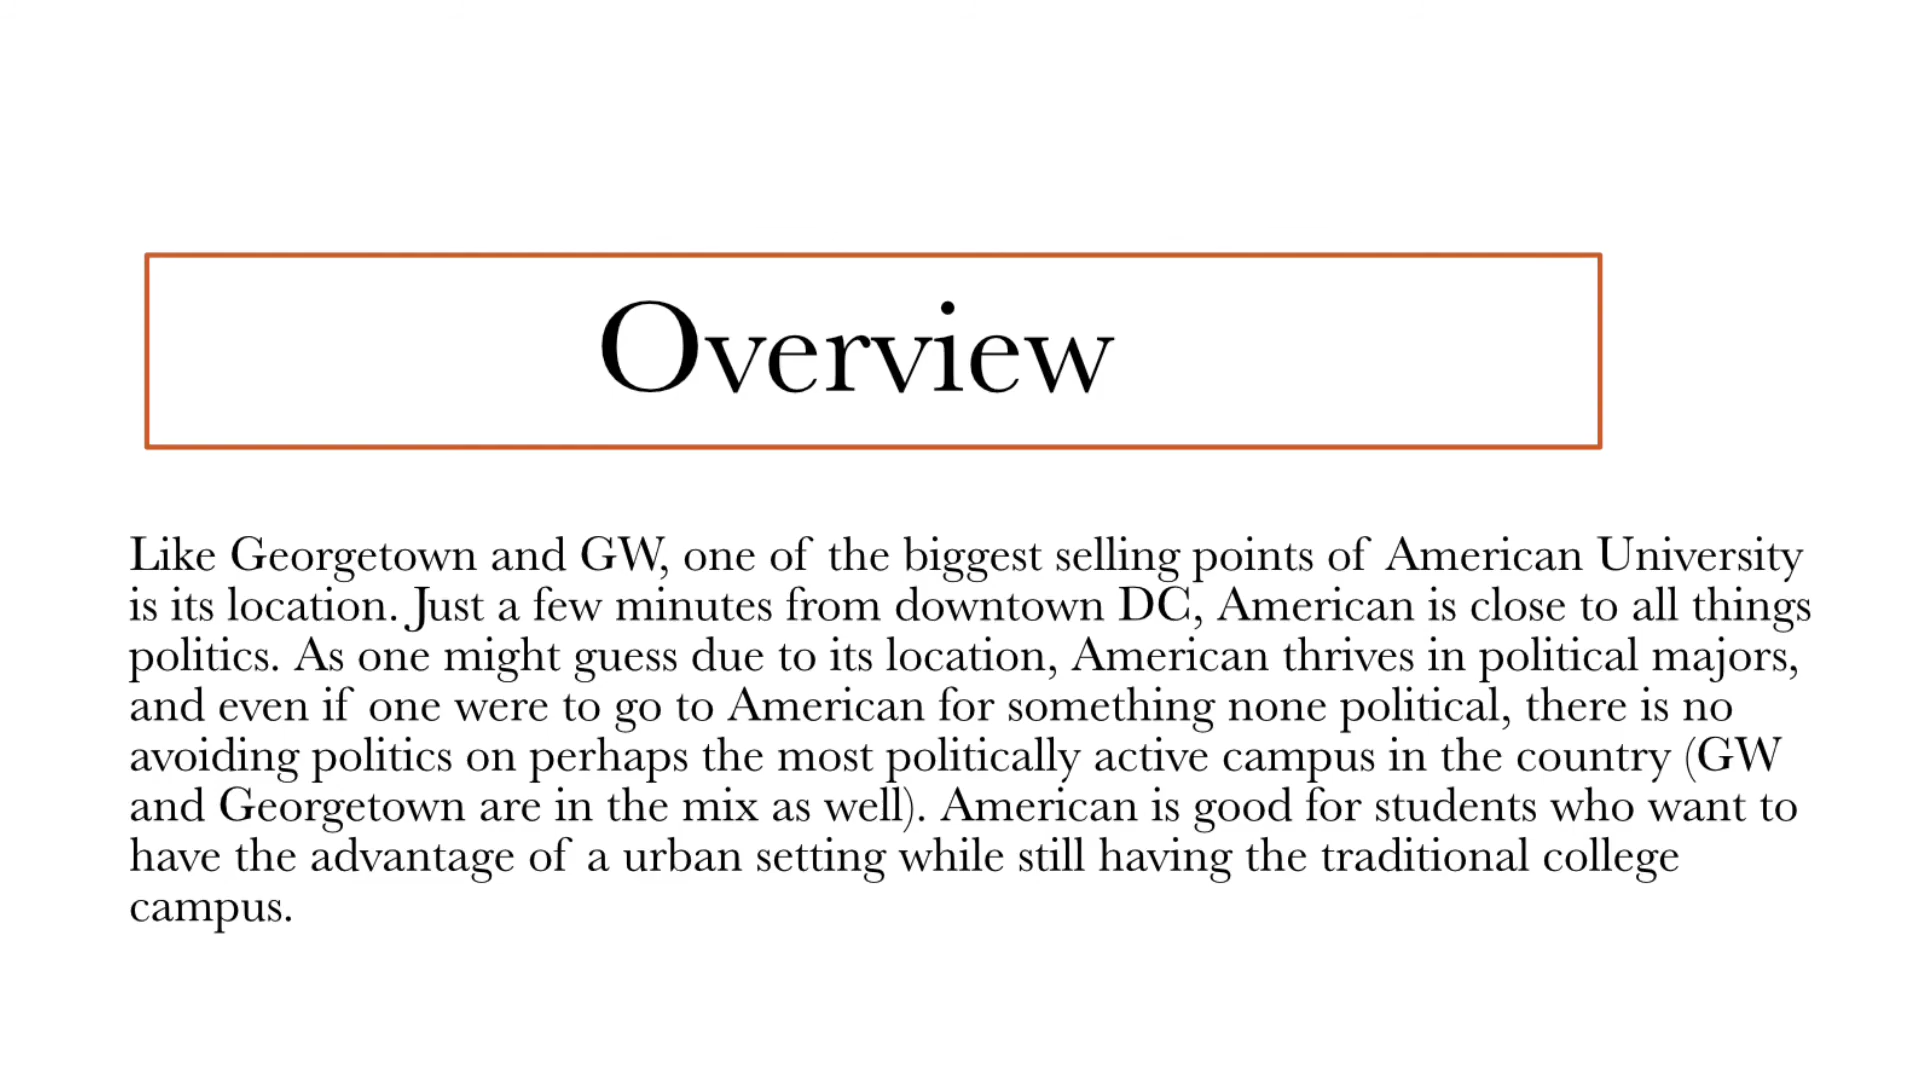 Overview
Like Georgetown and GW, one of the biggest selling points of American University
is its location. Just a few minutes from downtown DC, American is close to all things
politics. As one might guess due to its location, American thrives in political majors,
and even if one were to go to American for something none political, there is no
avoiding politics on perhaps the most politically active campus in the country (GW
and Georgetown are in the mix as well). American is good for students who want to
have the advantage of a urban setting while still having the traditional college
campus.